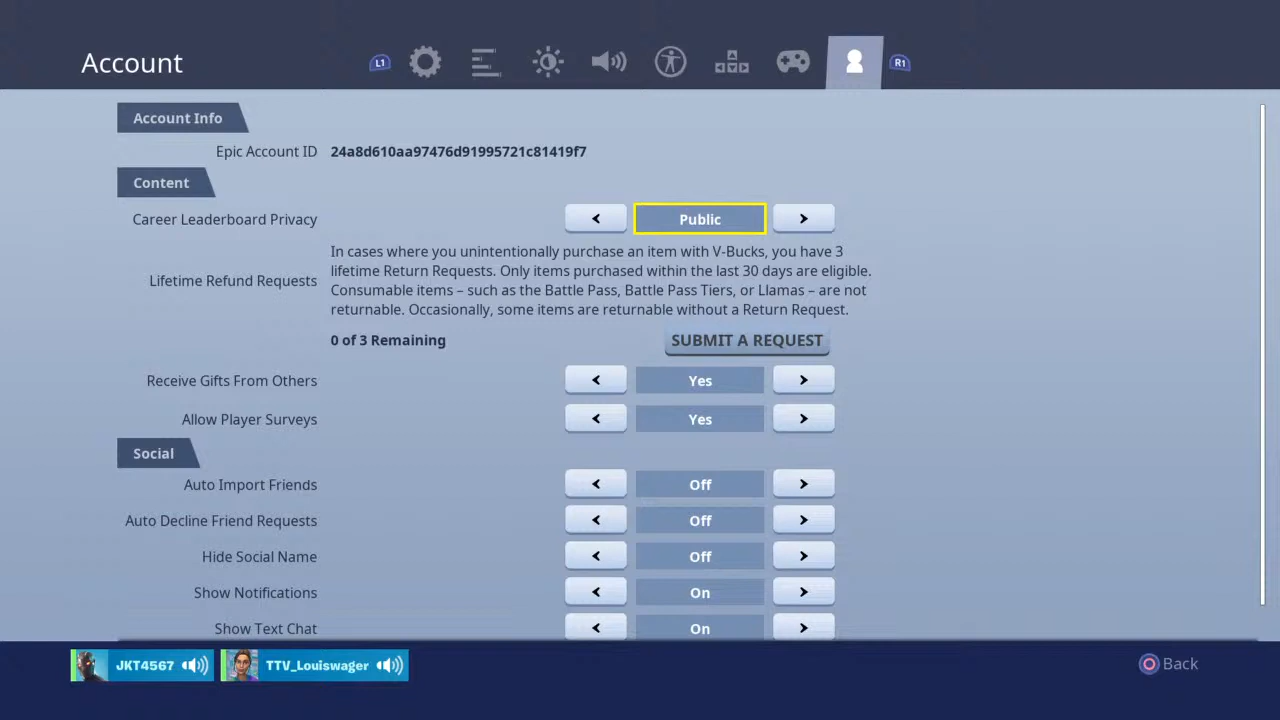 Account
L1
R1
Account Info
Epic Account ID 24a8d610aa97476d91995721c81419f7
Content
Career Leaderboard Privacy < Public >
Lifetime Refund Requests
In cases where you unintentionally purchase an item with V-Bucks, you have 3
lifetime Return Requests. Only items purchased within the last 30 days are eligible.
Consumable items – such as the Battle Pass, Battle Pass Tiers, or Llamas – are not
returnable. Occasionally, some items are returnable without a Return Request.
0 of 3 Remaining SUBMIT A REQUEST
Receive Gifts From Others < Yes >
Allow Player Surveys < Yes >
Social
Auto Import Friends < Off >
Auto Decline Friend Requests < Off >
Hide Social Name < Off >
Show Notifications < On >
Show Text Chat < On >
JKT4567 TTV_Louiswager Back